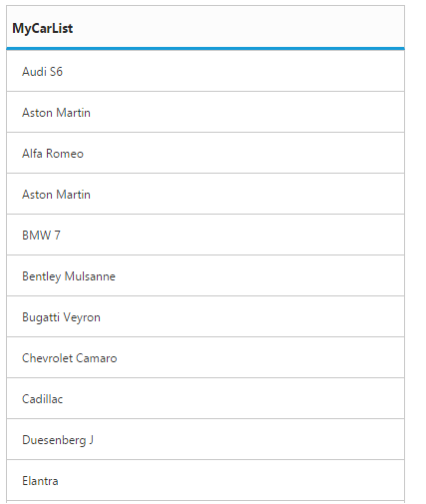 MyCarList
Audi S6
Aston Martin
Alfa Romeo
Aston Martin
BMW 7
Bentley Mulsanne
Bugatti Veyron
Chevrolet Camaro
Cadillac
Duesenberg J
Elantra